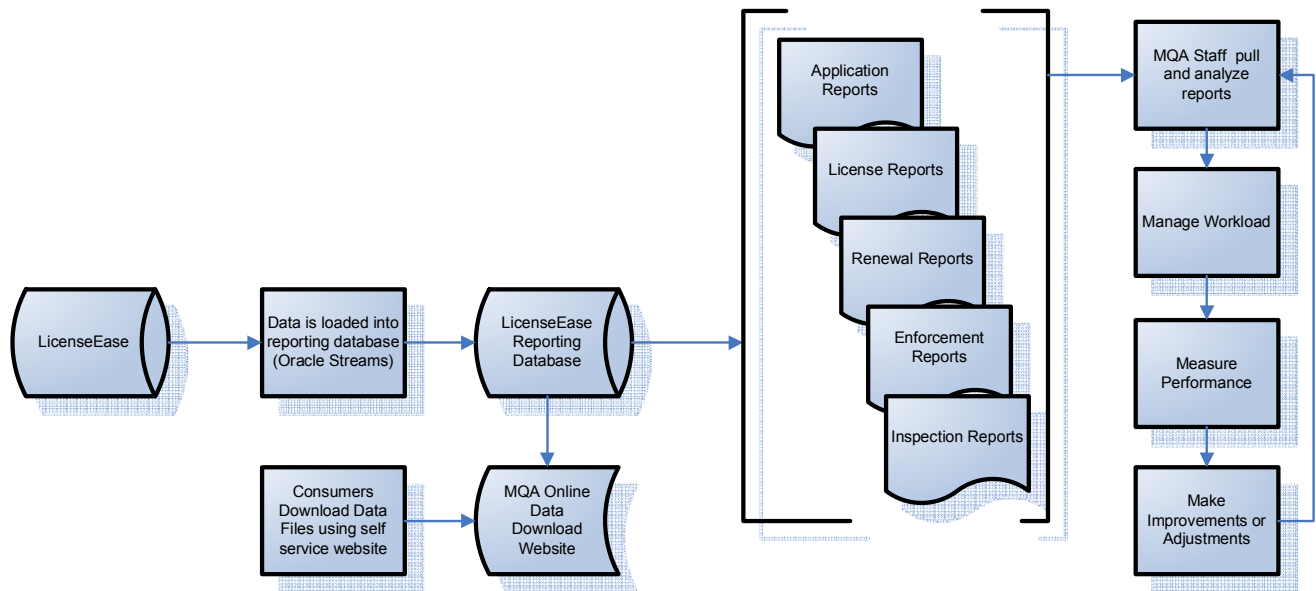 LicenseEase
Data is loaded into
reporting database
(Oracle Streams)
LicenseEase
Reporting
Database
Consumers
Download Data
Files using self
service website
MQA Online
Data
Download
Website
Application
Reports
License Reports
Renewal Reports
Enforcement
Reports
Inspection Reports
MQA Staff pull
and analyze
reports
Manage Workload
Measure
Performance
Make
Improvements or
Adjustments